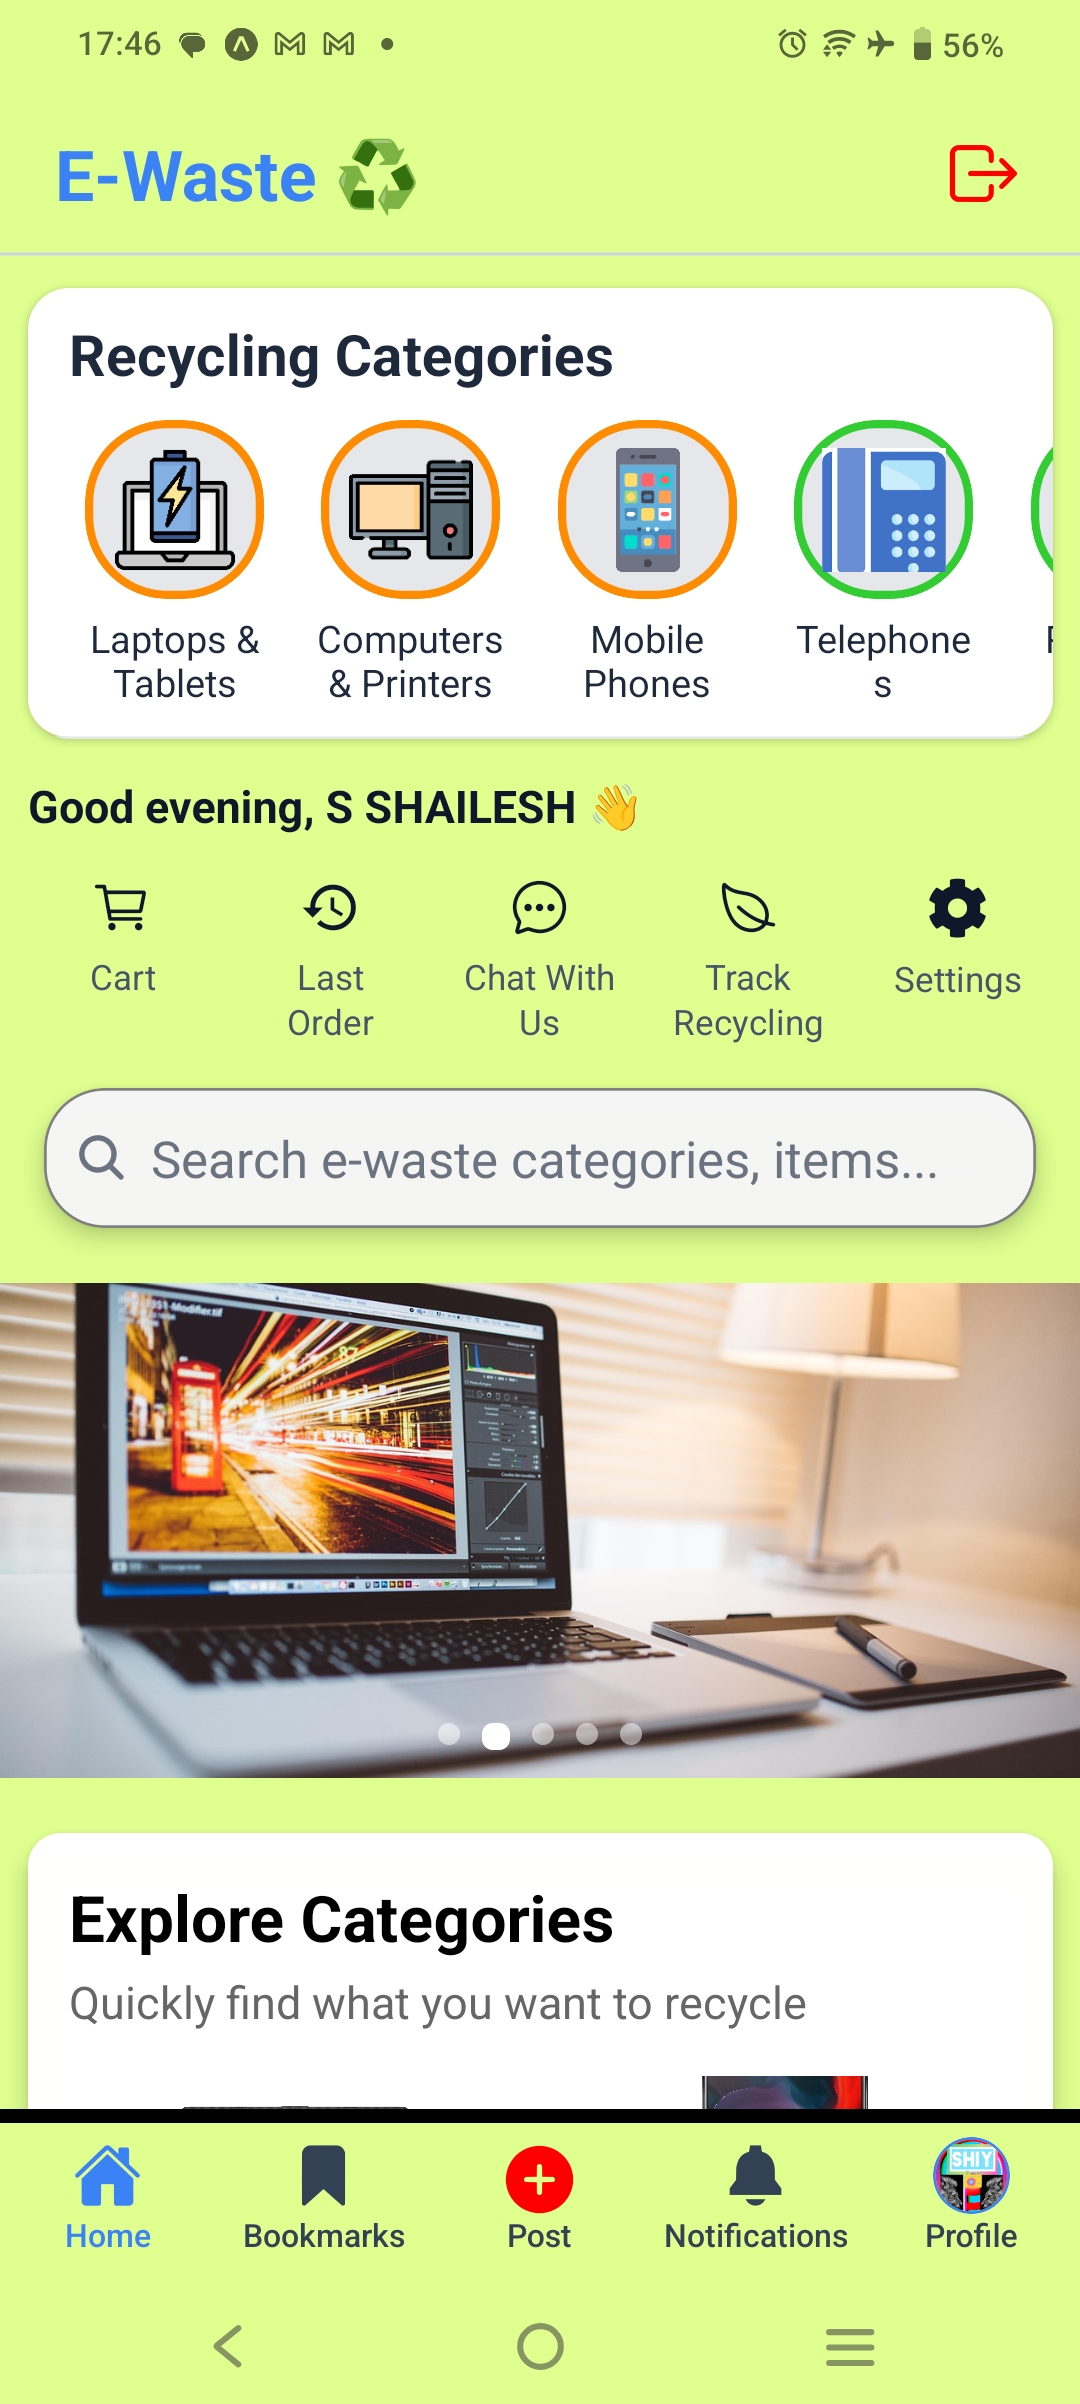 17:46
56%
E-Waste
Recycling Categories
Laptops &
Tablets
Computers
& Printers
Mobile
Phones
Telephone
s
Good evening, S SHAILESH
Cart
Last
Order
Chat With
Us
Track
Recycling
Settings
Search e-waste categories, items...
Explore Categories
Quickly find what you want to recycle
SHIY
Home
Bookmarks
Post
Notifications
Profile